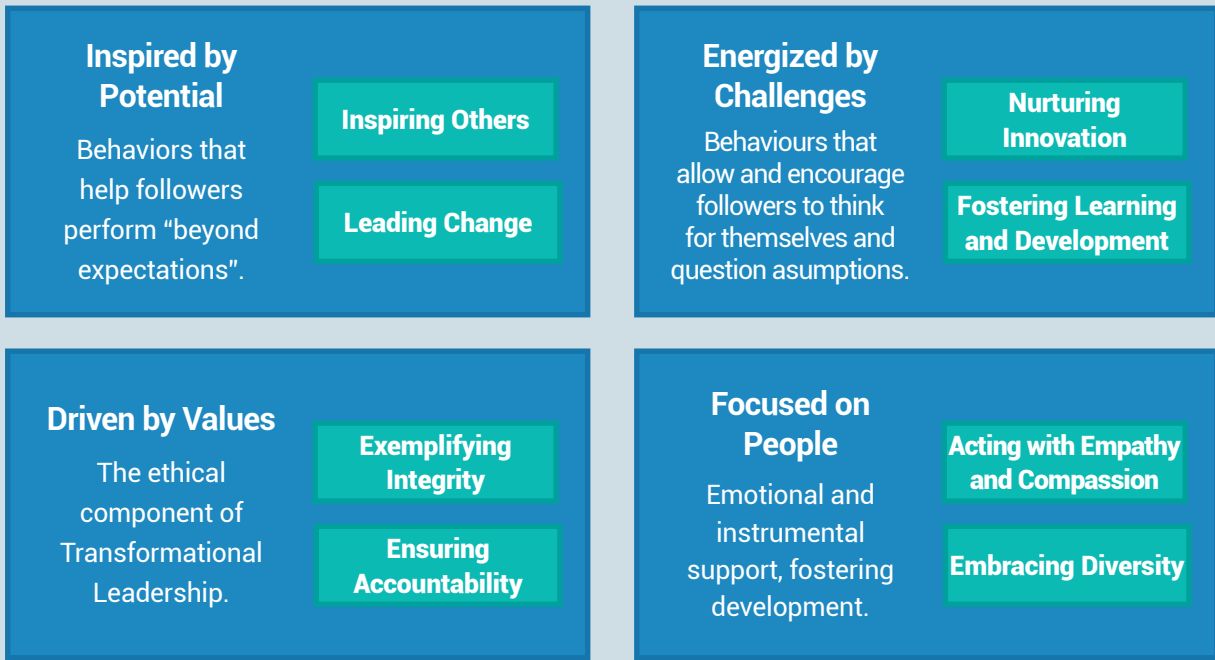 Inspired by
Potential
Behaviors that
help followers
perform “beyond
expectations”.
Inspiring Others
Leading Change
Energized by
Challenges
Behaviours that
allow and encourage
followers to think
for themselves and
question asumptions.
Nurturing
Innovation
Fostering Learning
and Development
Driven by Values
The ethical
component of
Transformational
Leadership.
Exemplifying
Integrity
Ensuring
Accountability
Focused on
People
Emotional and
instrumental
support, fostering
development.
Acting with Empathy
and Compassion
Embracing Diversity